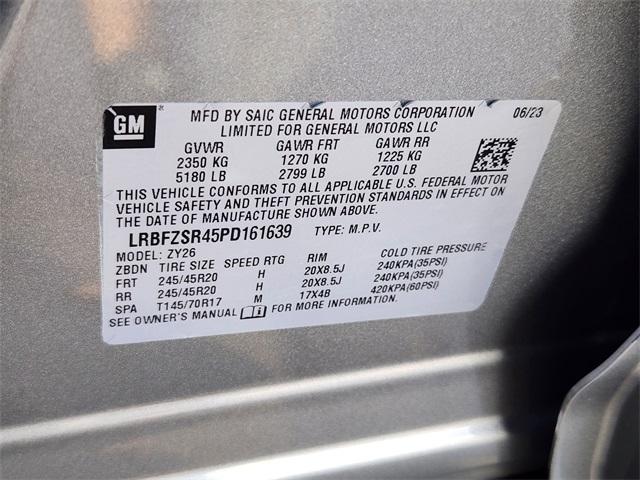 GM
MFD BY SAIC GENERAL MOTORS CORPORATION 06/23
LIMITED FOR GENERAL MOTORS LLC
GVWR GAWR FRT GAWR RR
2350 KG 1270 KG 1225 KG
5180 LB 2799 LB 2700 LB
THIS VEHICLE CONFORMS TO ALL APPLICABLE U.S. FEDERAL MOTOR
VEHICLE SAFETY AND THEFT PREVENTION STANDARDS IN EFFECT ON
THE DATE OF MANUFACTURE SHOWN ABOVE.
LRBFZSR45PD161639 TYPE: M.P.V.
MODEL: ZY26
ZBDN TIRE SIZE SPEED RTG RIM COLD TIRE PRESSURE
FRT 245/45R20 H 20X8.5J 240KPA(35PSI)
RR 245/45R20 H 20X8.5J 240KPA(35PSI)
SPA T145/70R17 M 17X4B 420KPA(60PSI)
SEE OWNER'S MANUAL i FOR MORE INFORMATION.